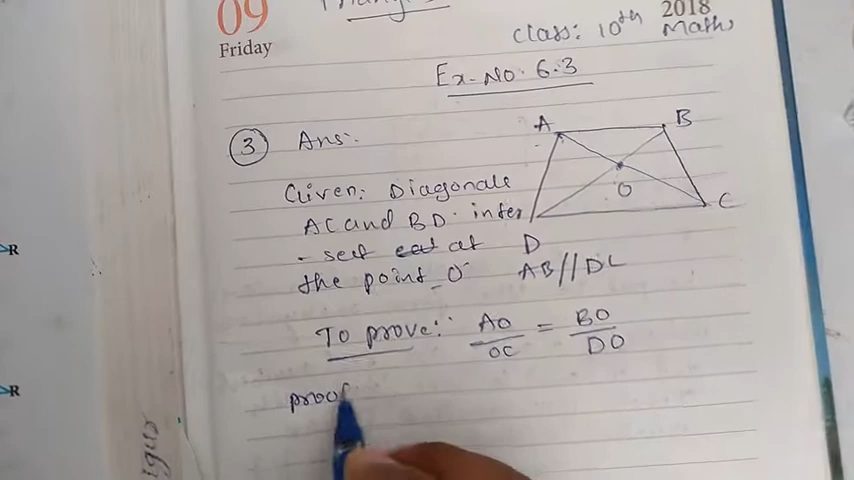 09
Friday
2018
Class: 10th Maths
Ex-No. 6.3
3 Ans:
A B
Given: Diagonals
O C
AC and BD inter
- sect at D
the point O AB//DC
To prove: AO/OC = BO/DO
proof
R
R